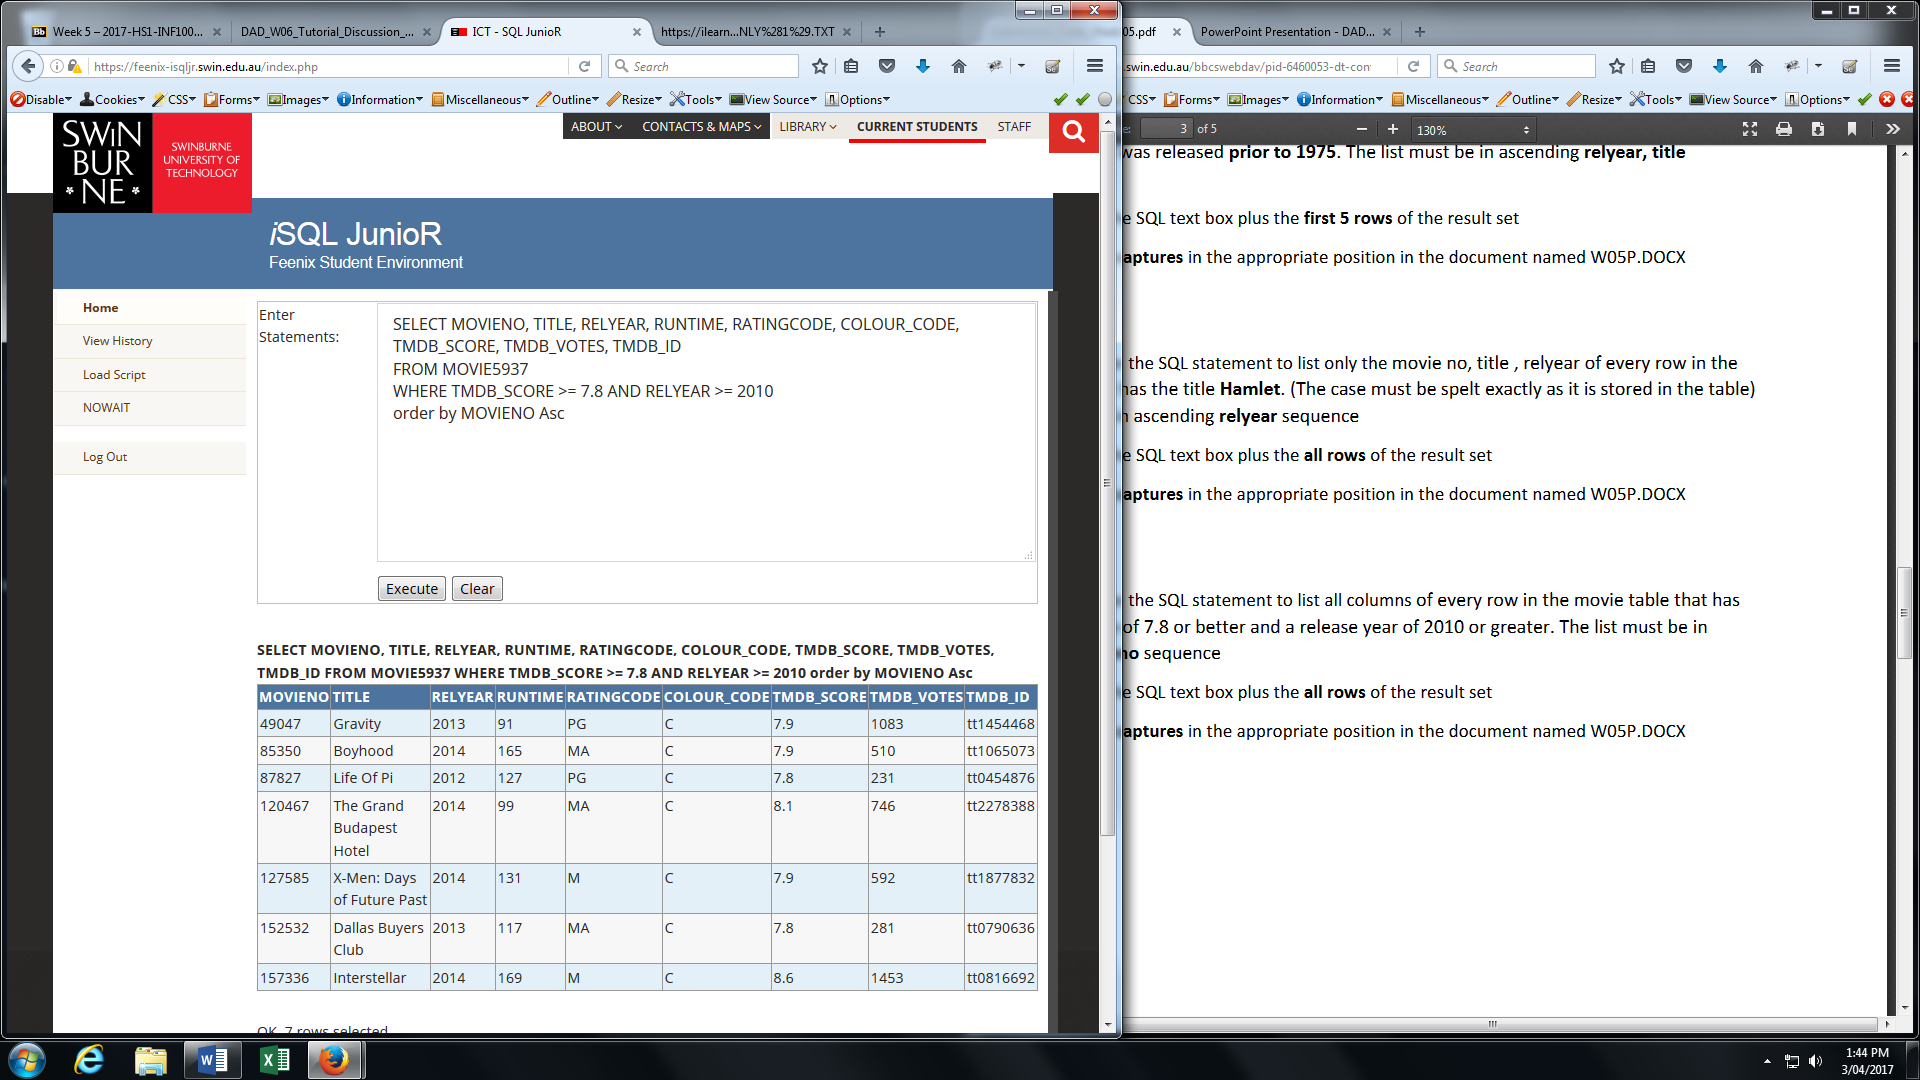 Week 5 – 2017-HS1-INF100...
DAD_W06_Tutorial_Discussion_...
ICT - SQL JunioR
https://ilearn...NLY%281%29.TXT
05.pdf
PowerPoint Presentation - DAD...
https://feenix-isqljr.swin.edu.au/index.php
Search
.swin.edu.au/bbcswebdav/pid-6460053-dt-con
Search
Disable
Cookies
CSS
Forms
Images
Information
Miscellaneous
Outline
Resize
Tools
View Source
Options
CSS
Forms
Images
Information
Miscellaneous
Outline
Resize
Tools
View Source
Options
SWIN
BUR
NE
SWINBURNE
UNIVERSITY OF
TECHNOLOGY
ABOUT
CONTACTS & MAPS
LIBRARY
CURRENT STUDENTS
STAFF
iSQL JunioR
Feenix Student Environment
Home
View History
Load Script
NOWAIT
Log Out
Enter
Statements:
SELECT MOVIENO, TITLE, RELYEAR, RUNTIME, RATINGCODE, COLOUR_CODE,
TMDB_SCORE, TMDB_VOTES, TMDB_ID
FROM MOVIE5937
WHERE TMDB_SCORE >= 7.8 AND RELYEAR >= 2010
order by MOVIENO Asc
Execute
Clear
SELECT MOVIENO, TITLE, RELYEAR, RUNTIME, RATINGCODE, COLOUR_CODE, TMDB_SCORE, TMDB_VOTES,
TMDB_ID FROM MOVIE5937 WHERE TMDB_SCORE >= 7.8 AND RELYEAR >= 2010 order by MOVIENO Asc
MOVIENO TITLE RELYEAR RUNTIME RATINGCODE COLOUR_CODE TMDB_SCORE TMDB_VOTES TMDB_ID
49047 Gravity 2013 91 PG C 7.9 1083 tt1454468
85350 Boyhood 2014 165 MA C 7.9 510 tt1065073
87827 Life Of Pi 2012 127 PG C 7.8 231 tt0454876
120467 The Grand 2014 99 MA C 8.1 746 tt2278388
Budapest
Hotel
127585 X-Men: Days 2014 131 M C 7.9 592 tt1877832
of Future Past
152532 Dallas Buyers 2013 117 MA C 7.8 281 tt0790636
Club
157336 Interstellar 2014 169 M C 8.6 1453 tt0816692
OK. 7 rows selected
3 of 5
130%
was released prior to 1975. The list must be in ascending relyear, title
e SQL text box plus the first 5 rows of the result set
aptures in the appropriate position in the document named W05P.DOCX
the SQL statement to list only the movie no, title , relyear of every row in the
has the title Hamlet. (The case must be spelt exactly as it is stored in the table)
n ascending relyear sequence
e SQL text box plus the all rows of the result set
aptures in the appropriate position in the document named W05P.DOCX
the SQL statement to list all columns of every row in the movie table that has
of 7.8 or better and a release year of 2010 or greater. The list must be in
no sequence
e SQL text box plus the all rows of the result set
aptures in the appropriate position in the document named W05P.DOCX
1:44 PM
3/04/2017